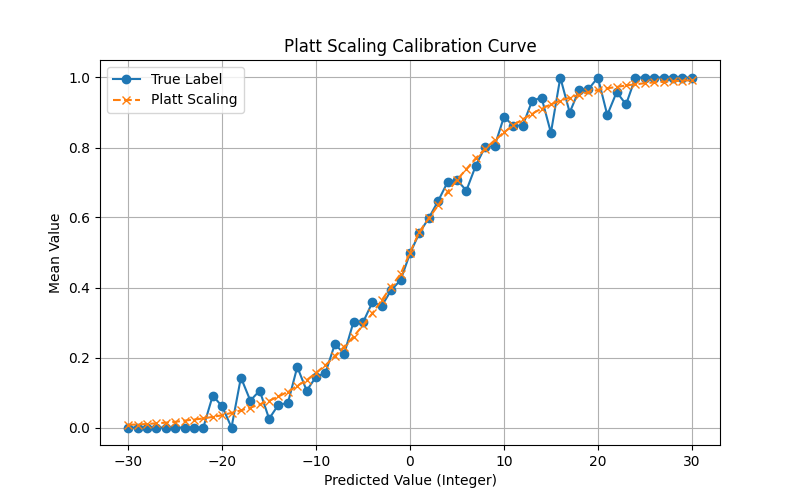 Platt Scaling Calibration Curve
True Label
Platt Scaling
1.0
0.8
0.6
0.4
0.2
0.0
Mean Value
−30
−20
−10
0
10
20
30
Predicted Value (Integer)